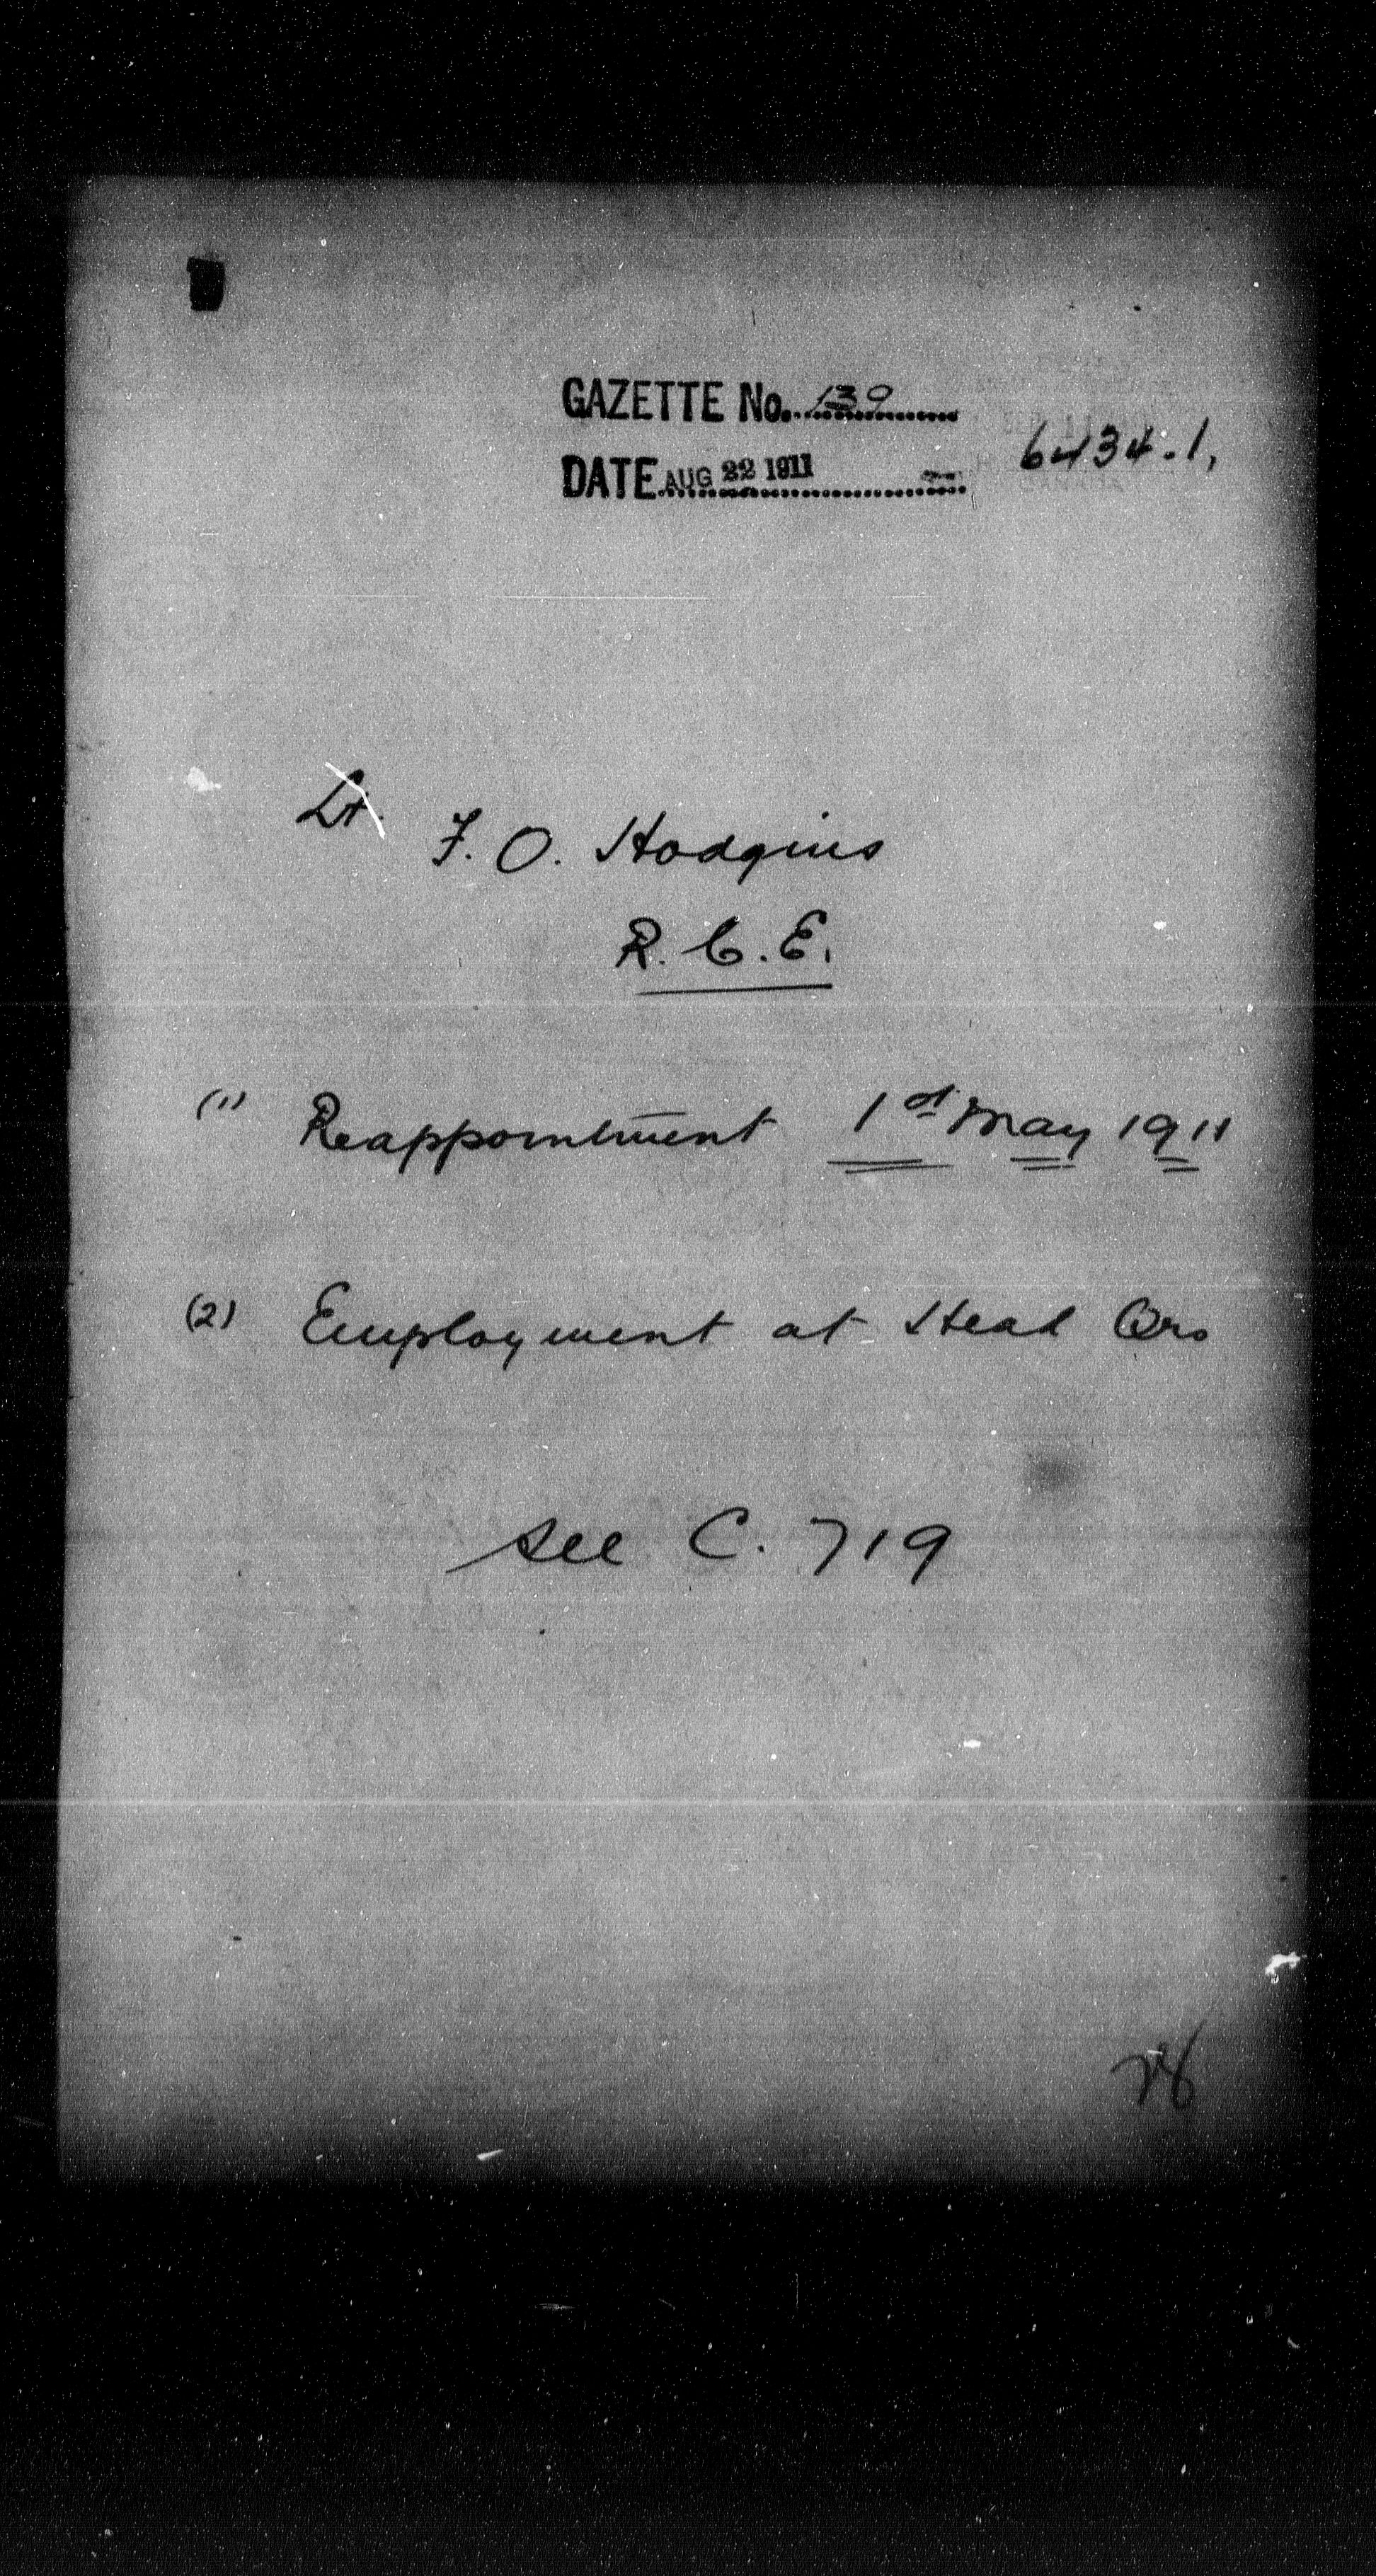 GAZETTE No. 139
DATE AUG 22 1911
6434.1.
Lt. F. O. Hodgins
R.C.E.
(1) Reappointment 1st May 1911
(2) Employment at Head Qrs
See C. 719